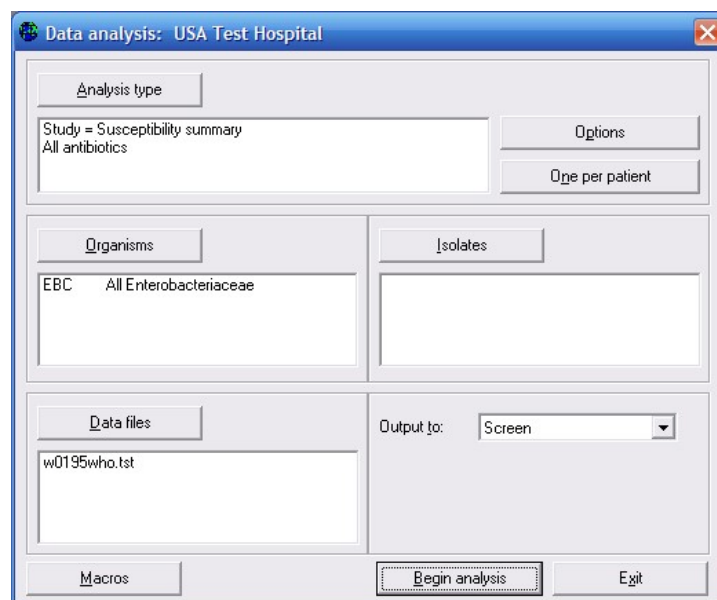 Data analysis: USA Test Hospital
Analysis type
Study = Susceptibility summary
All antibiotics
Options
One per patient
Organisms
Isolates
EBC All Enterobacteriaceae
Data files
Output to: Screen
w0195who.tst
Macros
Begin analysis
Exit